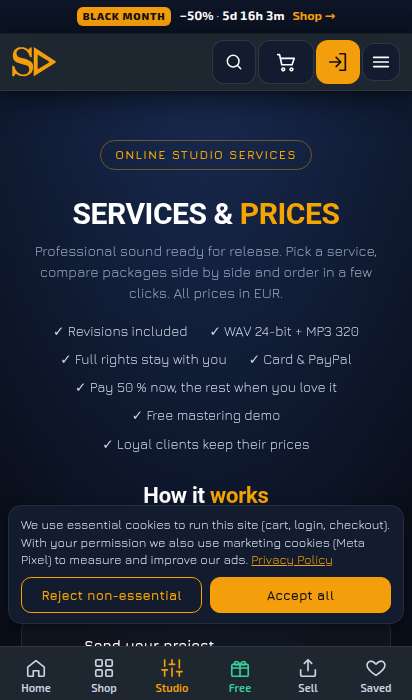 BLACK MONTH −50% · 5d 16h 3m Shop →
S
ONLINE STUDIO SERVICES
SERVICES & PRICES
Professional sound ready for release. Pick a service,
compare packages side by side and order in a few
clicks. All prices in EUR.
✓ Revisions included ✓ WAV 24-bit + MP3 320
✓ Full rights stay with you ✓ Card & PayPal
✓ Pay 50 % now, the rest when you love it
✓ Free mastering demo
✓ Loyal clients keep their prices
How it works
We use essential cookies to run this site (cart, login, checkout).
With your permission we also use marketing cookies (Meta
Pixel) to measure and improve our ads. Privacy Policy
Reject non-essential Accept all
Send your project
Home Shop Studio Free Sell Saved